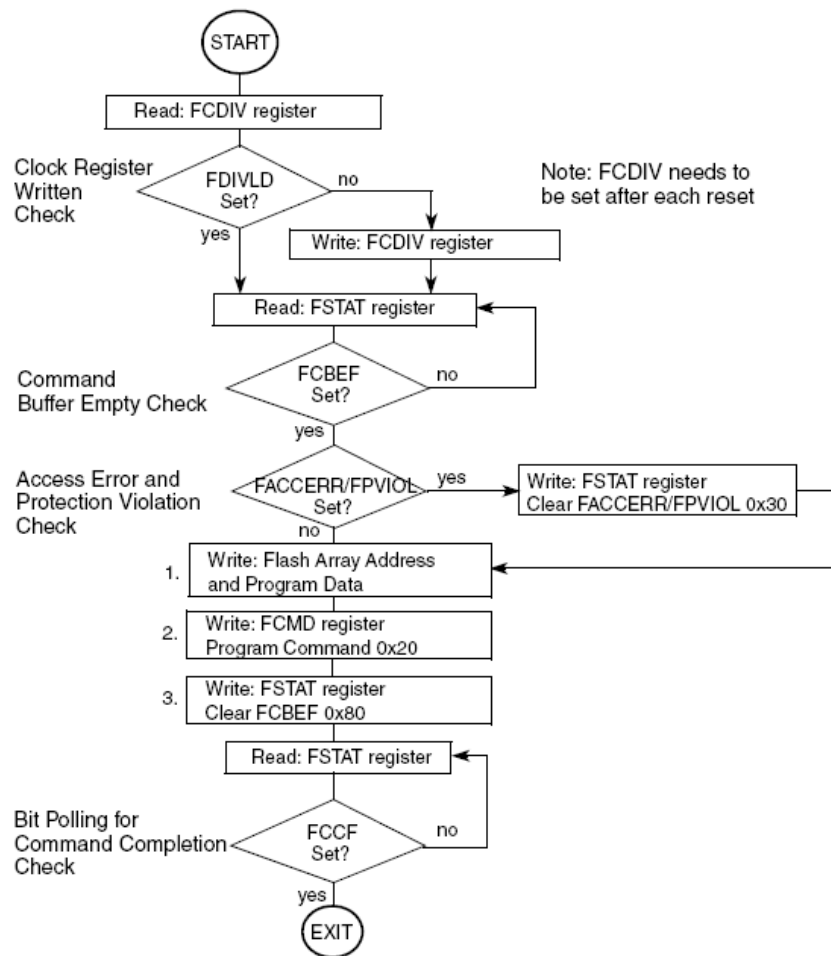 START
Read: FCDIV register
Clock Register
Written
Check
FDIVLD
Set?
no
yes
Note: FCDIV needs to
be set after each reset
Write: FCDIV register
Read: FSTAT register
Command
Buffer Empty Check
FCBEF
Set?
no
yes
Access Error and
Protection Violation
Check
FACCERR/FPVIOL
Set?
yes
no
Write: FSTAT register
Clear FACCERR/FPVIOL 0x30
1.
Write: Flash Array Address
and Program Data
2.
Write: FCMD register
Program Command 0x20
3.
Write: FSTAT register
Clear FCBEF 0x80
Read: FSTAT register
Bit Polling for
Command Completion
Check
FCCF
Set?
no
yes
EXIT